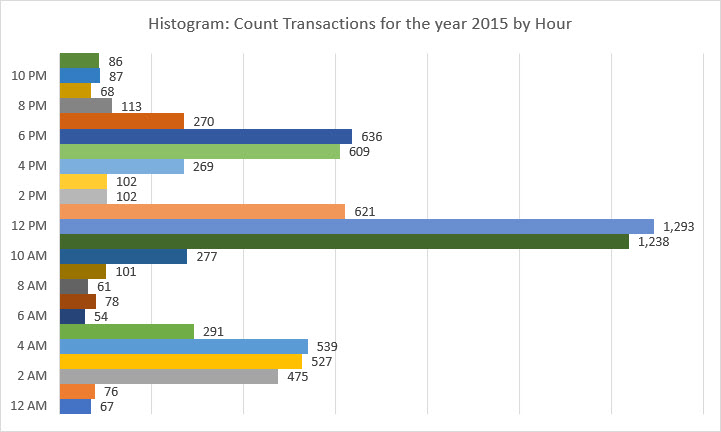 Histogram: Count Transactions for the year 2015 by Hour
86
10 PM 87
68
8 PM 113
270
6 PM 636
609
4 PM 269
102
2 PM 102
621
12 PM 1,293
1,238
10 AM 277
101
8 AM 61
78
6 AM 54
291
4 AM 539
527
2 AM 475
76
12 AM 67